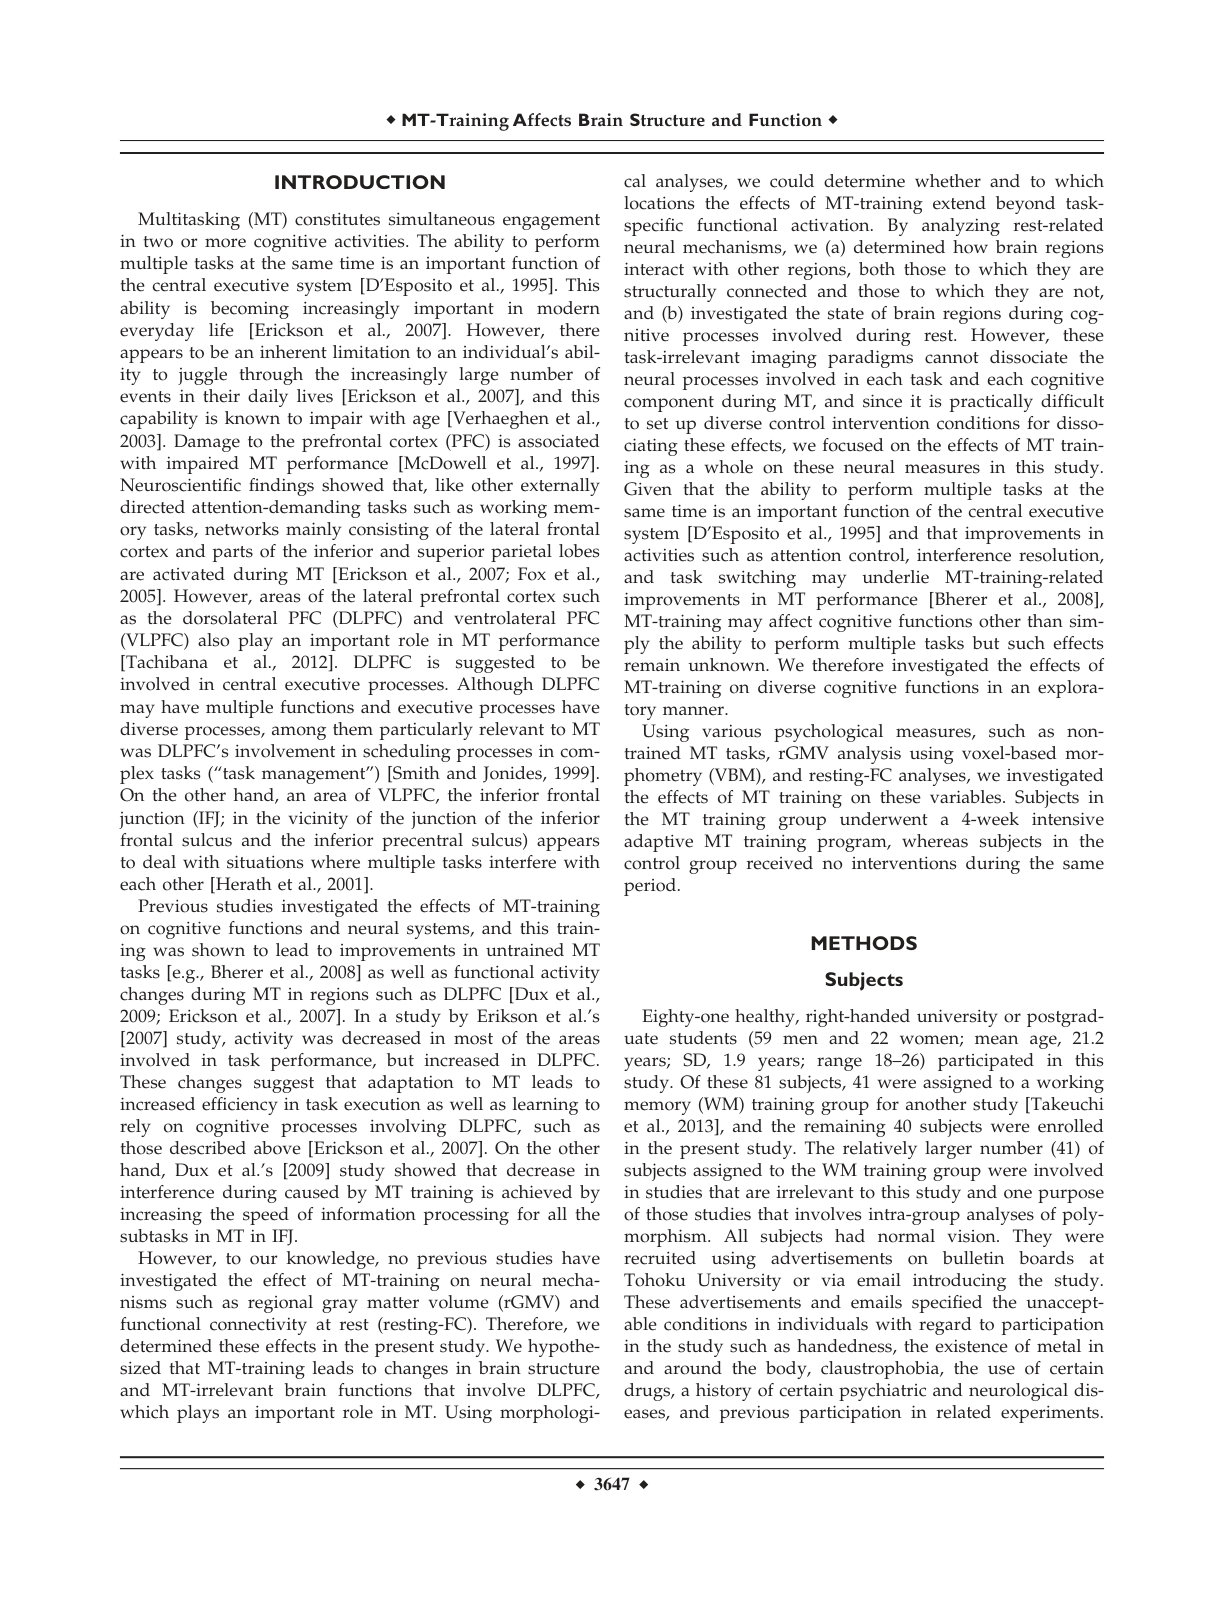 ◆ MT-Training Affects Brain Structure and Function ◆
INTRODUCTION
Multitasking (MT) constitutes simultaneous engagement
in two or more cognitive activities. The ability to perform
multiple tasks at the same time is an important function of
the central executive system [D'Esposito et al., 1995]. This
ability is becoming increasingly important in modern
everyday life [Erickson et al., 2007]. However, there
appears to be an inherent limitation to an individual's abil-
ity to juggle through the increasingly large number of
events in their daily lives [Erickson et al., 2007], and this
capability is known to impair with age [Verhaeghen et al.,
2003]. Damage to the prefrontal cortex (PFC) is associated
with impaired MT performance [McDowell et al., 1997].
Neuroscientific findings showed that, like other externally
directed attention-demanding tasks such as working mem-
ory tasks, networks mainly consisting of the lateral frontal
cortex and parts of the inferior and superior parietal lobes
are activated during MT [Erickson et al., 2007; Fox et al.,
2005]. However, areas of the lateral prefrontal cortex such
as the dorsolateral PFC (DLPFC) and ventrolateral PFC
(VLPFC) also play an important role in MT performance
[Tachibana et al., 2012]. DLPFC is suggested to be
involved in central executive processes. Although DLPFC
may have multiple functions and executive processes have
diverse processes, among them particularly relevant to MT
was DLPFC's involvement in scheduling processes in com-
plex tasks ("task management") [Smith and Jonides, 1999].
On the other hand, an area of VLPFC, the inferior frontal
junction (IFJ; in the vicinity of the junction of the inferior
frontal sulcus and the inferior precentral sulcus) appears
to deal with situations where multiple tasks interfere with
each other [Herath et al., 2001].
Previous studies investigated the effects of MT-training
on cognitive functions and neural systems, and this train-
ing was shown to lead to improvements in untrained MT
tasks [e.g., Bherer et al., 2008] as well as functional activity
changes during MT in regions such as DLPFC [Dux et al.,
2009; Erickson et al., 2007]. In a study by Erikson et al.'s
[2007] study, activity was decreased in most of the areas
involved in task performance, but increased in DLPFC.
These changes suggest that adaptation to MT leads to
increased efficiency in task execution as well as learning to
rely on cognitive processes involving DLPFC, such as
those described above [Erickson et al., 2007]. On the other
hand, Dux et al.'s [2009] study showed that decrease in
interference during caused by MT training is achieved by
increasing the speed of information processing for all the
subtasks in MT in IFJ.
However, to our knowledge, no previous studies have
investigated the effect of MT-training on neural mecha-
nisms such as regional gray matter volume (rGMV) and
functional connectivity at rest (resting-FC). Therefore, we
determined these effects in the present study. We hypothe-
sized that MT-training leads to changes in brain structure
and MT-irrelevant brain functions that involve DLPFC,
which plays an important role in MT. Using morphologi-
cal analyses, we could determine whether and to which
locations the effects of MT-training extend beyond task-
specific functional activation. By analyzing rest-related
neural mechanisms, we (a) determined how brain regions
interact with other regions, both those to which they are
structurally connected and those to which they are not,
and (b) investigated the state of brain regions during cog-
nitive processes involved during rest. However, these
task-irrelevant imaging paradigms cannot dissociate the
neural processes involved in each task and each cognitive
component during MT, and since it is practically difficult
to set up diverse control intervention conditions for disso-
ciating these effects, we focused on the effects of MT train-
ing as a whole on these neural measures in this study.
Given that the ability to perform multiple tasks at the
same time is an important function of the central executive
system [D'Esposito et al., 1995] and that improvements in
activities such as attention control, interference resolution,
and task switching may underlie MT-training-related
improvements in MT performance [Bherer et al., 2008],
MT-training may affect cognitive functions other than sim-
ply the ability to perform multiple tasks but such effects
remain unknown. We therefore investigated the effects of
MT-training on diverse cognitive functions in an explora-
tory manner.
Using various psychological measures, such as non-
trained MT tasks, rGMV analysis using voxel-based mor-
phometry (VBM), and resting-FC analyses, we investigated
the effects of MT training on these variables. Subjects in
the MT training group underwent a 4-week intensive
adaptive MT training program, whereas subjects in the
control group received no interventions during the same
period.
METHODS
Subjects
Eighty-one healthy, right-handed university or postgrad-
uate students (59 men and 22 women; mean age, 21.2
years; SD, 1.9 years; range 18–26) participated in this
study. Of these 81 subjects, 41 were assigned to a working
memory (WM) training group for another study [Takeuchi
et al., 2013], and the remaining 40 subjects were enrolled
in the present study. The relatively larger number (41) of
subjects assigned to the WM training group were involved
in studies that are irrelevant to this study and one purpose
of those studies that involves intra-group analyses of poly-
morphism. All subjects had normal vision. They were
recruited using advertisements on bulletin boards at
Tohoku University or via email introducing the study.
These advertisements and emails specified the unaccept-
able conditions in individuals with regard to participation
in the study such as handedness, the existence of metal in
and around the body, claustrophobia, the use of certain
drugs, a history of certain psychiatric and neurological dis-
eases, and previous participation in related experiments.
◆ 3647 ◆